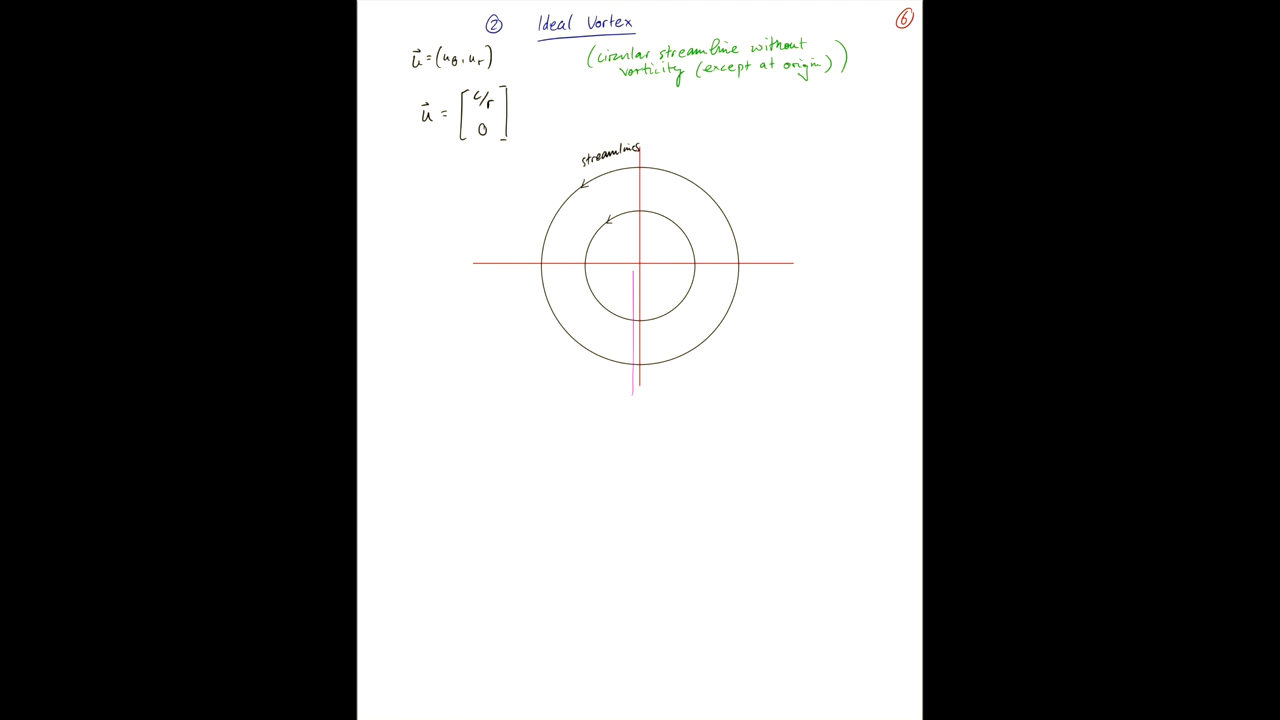 ② Ideal Vortex ⑥
u⃗ = (uθ, ur)
(circular streamline without
vorticity (except at origin))
u⃗ = [c/r
0]
streamlines